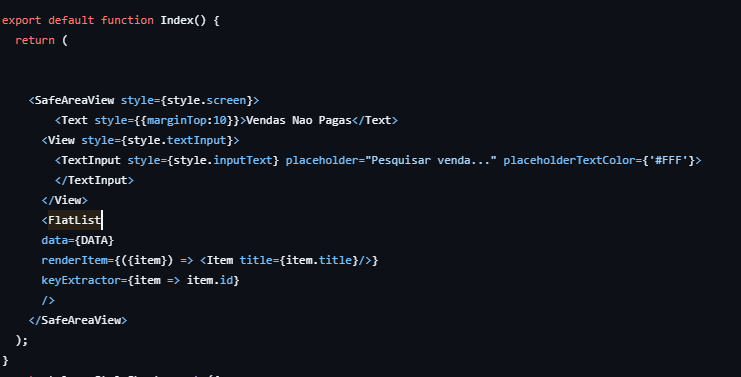 export default function Index() {
return (
<SafeAreaView style={style.screen}>
<Text style={{marginTop:10}}>Vendas Nao Pagas</Text>
<View style={style.textInput}>
<TextInput style={style.inputText} placeholder="Pesquisar venda..." placeholderTextColor={'#FFF'}>
</TextInput>
</View>
<FlatList
data={DATA}
renderItem={({item}) => <Item title={item.title}/>}
keyExtractor={item => item.id}
/>
</SafeAreaView>
);
}